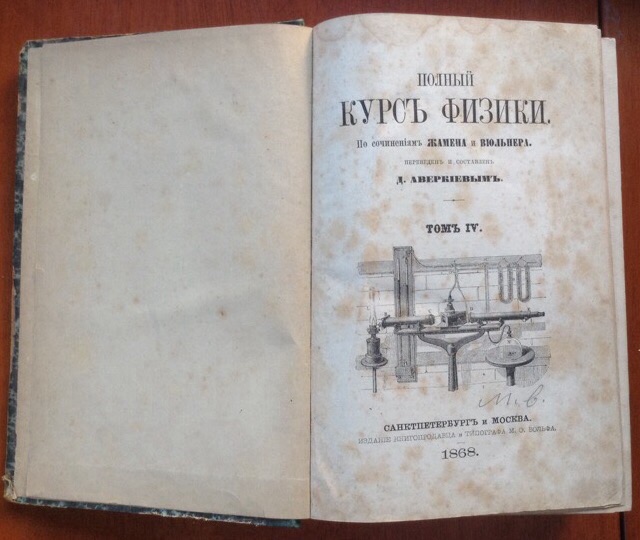 ПОЛНЫЙ
КУРСЪ ФИЗИКИ.
По сочиненіямъ ЖАМЕНА и ВЮЛЬНЕРА.
ПЕРЕВЕДЕНЪ И СОСТАВЛЕНЪ
Д. АВЕРКІЕВЫМЪ.
ТОМЪ IV.
САНКТПЕТЕРБУРГЪ и МОСКВА.
ИЗДАНІЕ КНИГОПРОДАВЦА и ТИПОГРАФА М. О. ВОЛЬФА.
1868.